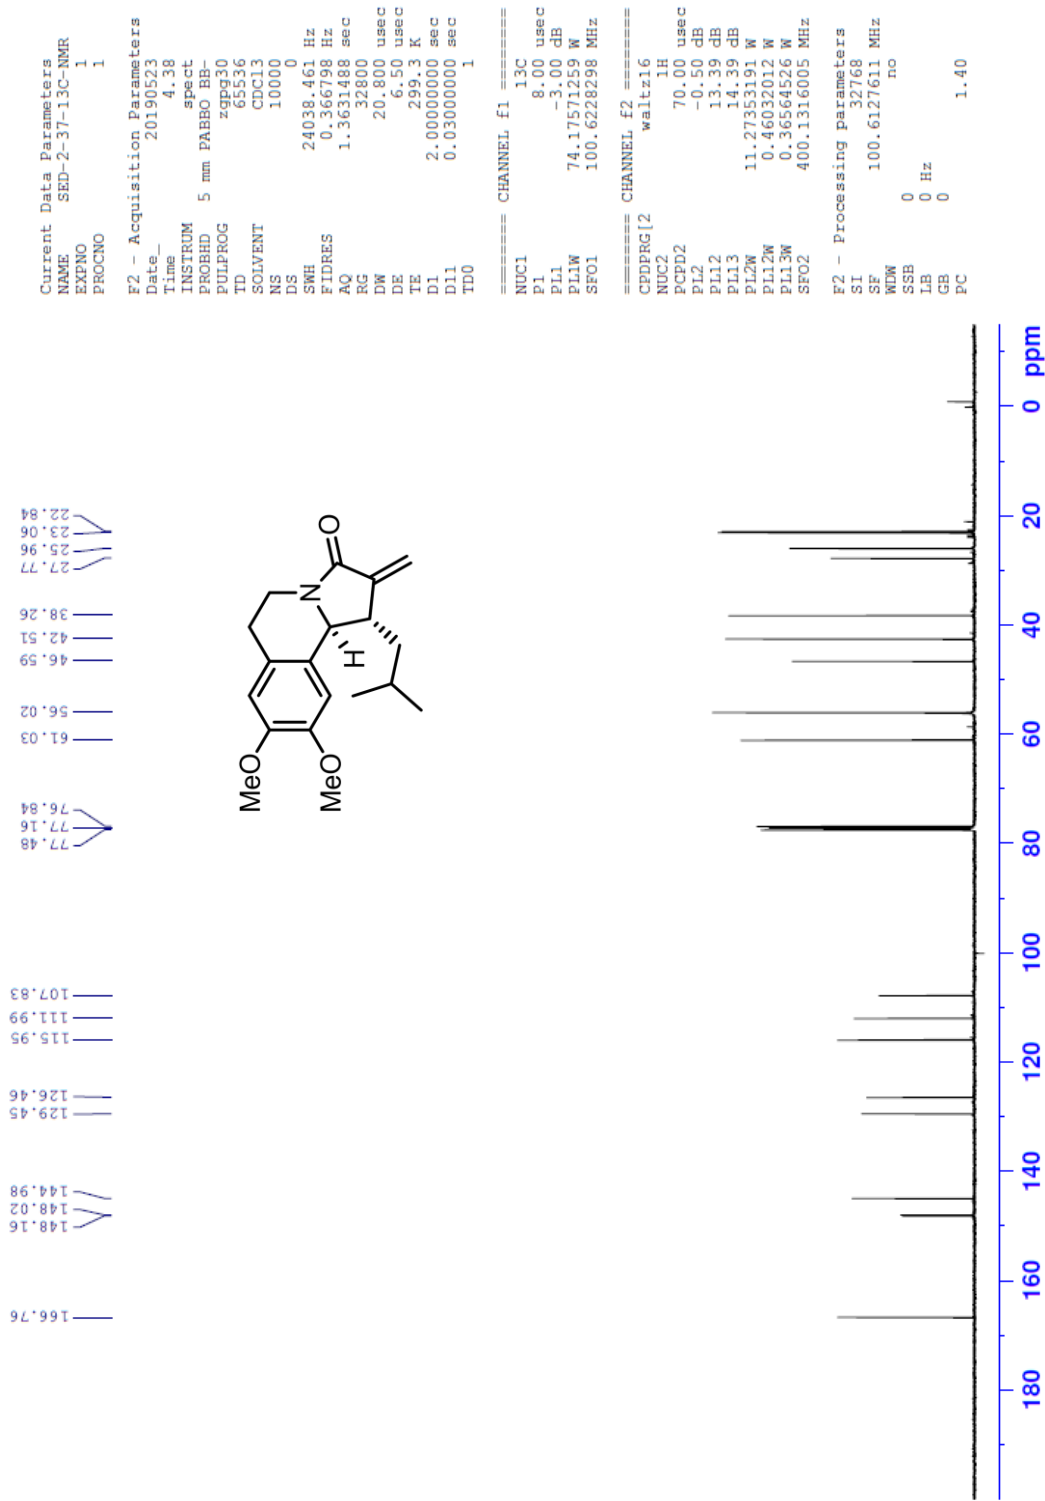 Current Data Parameters
NAME SED-2-37-13C-NMR
EXPNO 1
PROCNO 1
F2 - Acquisition Parameters
Date_ 20190523
Time 4.38
INSTRUM spect
PROBHD 5 mm PABBO BB-
PULPROG zgpg30
TD 65536
SOLVENT CDCl3
NS 10000
DS 0
SWH 24038.461 Hz
FIDRES 0.366798 Hz
AQ 1.3631488 sec
RG 32800
DW 20.800 usec
DE 6.50 usec
TE 299.3 K
D1 2.00000000 sec
D11 0.03000000 sec
TD0 1
======== CHANNEL f1 ========
NUC1 13C
P1 8.00 usec
PL1 -3.00 dB
PL1W 74.17571259 W
SFO1 100.6228298 MHz
======== CHANNEL f2 ========
CPDPRG[2 waltz16
NUC2 1H
PCPD2 70.00 usec
PL2 -0.50 dB
PL12 13.39 dB
PL13 14.39 dB
PL2W 11.27353191 W
PL12W 0.46032012 W
PL13W 0.36564526 W
SFO2 400.1316005 MHz
F2 - Processing parameters
SI 32768
SF 100.6127611 MHz
WDW no
SSB 0
LB 0 Hz
GB 0
PC 1.40
166.76
148.16
148.02
144.98
129.45
126.46
115.95
111.99
107.83
77.48
77.16
76.84
61.03
56.02
46.59
42.51
38.26
27.77
25.96
23.06
22.84
MeO
MeO
N
O
H
180 160 140 120 100 80 60 40 20 0 ppm